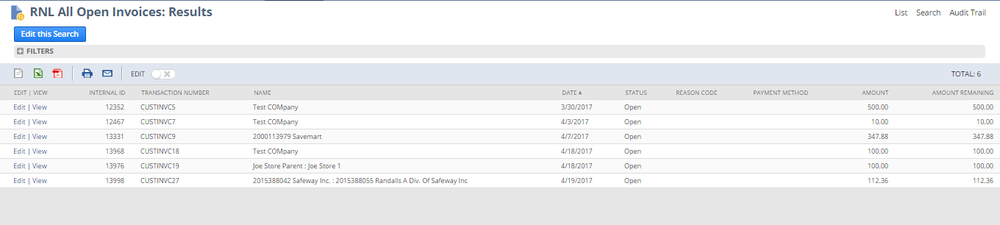 RNL All Open Invoices: Results
List Search Audit Trail
Edit this Search
FILTERS
EDIT TOTAL: 6
EDIT | VIEW INTERNAL ID TRANSACTION NUMBER NAME DATE STATUS REASON CODE PAYMENT METHOD AMOUNT AMOUNT REMAINING
Edit | View 12352 CUSTINVC5 Test COMpany 3/30/2017 Open 500.00 500.00
Edit | View 12467 CUSTINVC7 Test COMpany 4/3/2017 Open 10.00 10.00
Edit | View 13331 CUSTINVC9 2000113979 Savemart 4/7/2017 Open 347.88 347.88
Edit | View 13968 CUSTINVC18 Test COMpany 4/18/2017 Open 100.00 100.00
Edit | View 13976 CUSTINVC19 Joe Store Parent : Joe Store 1 4/18/2017 Open 100.00 100.00
Edit | View 13998 CUSTINVC27 2015388042 Safeway Inc. : 2015388055 Randalls A Div. Of Safeway Inc 4/19/2017 Open 112.36 112.36